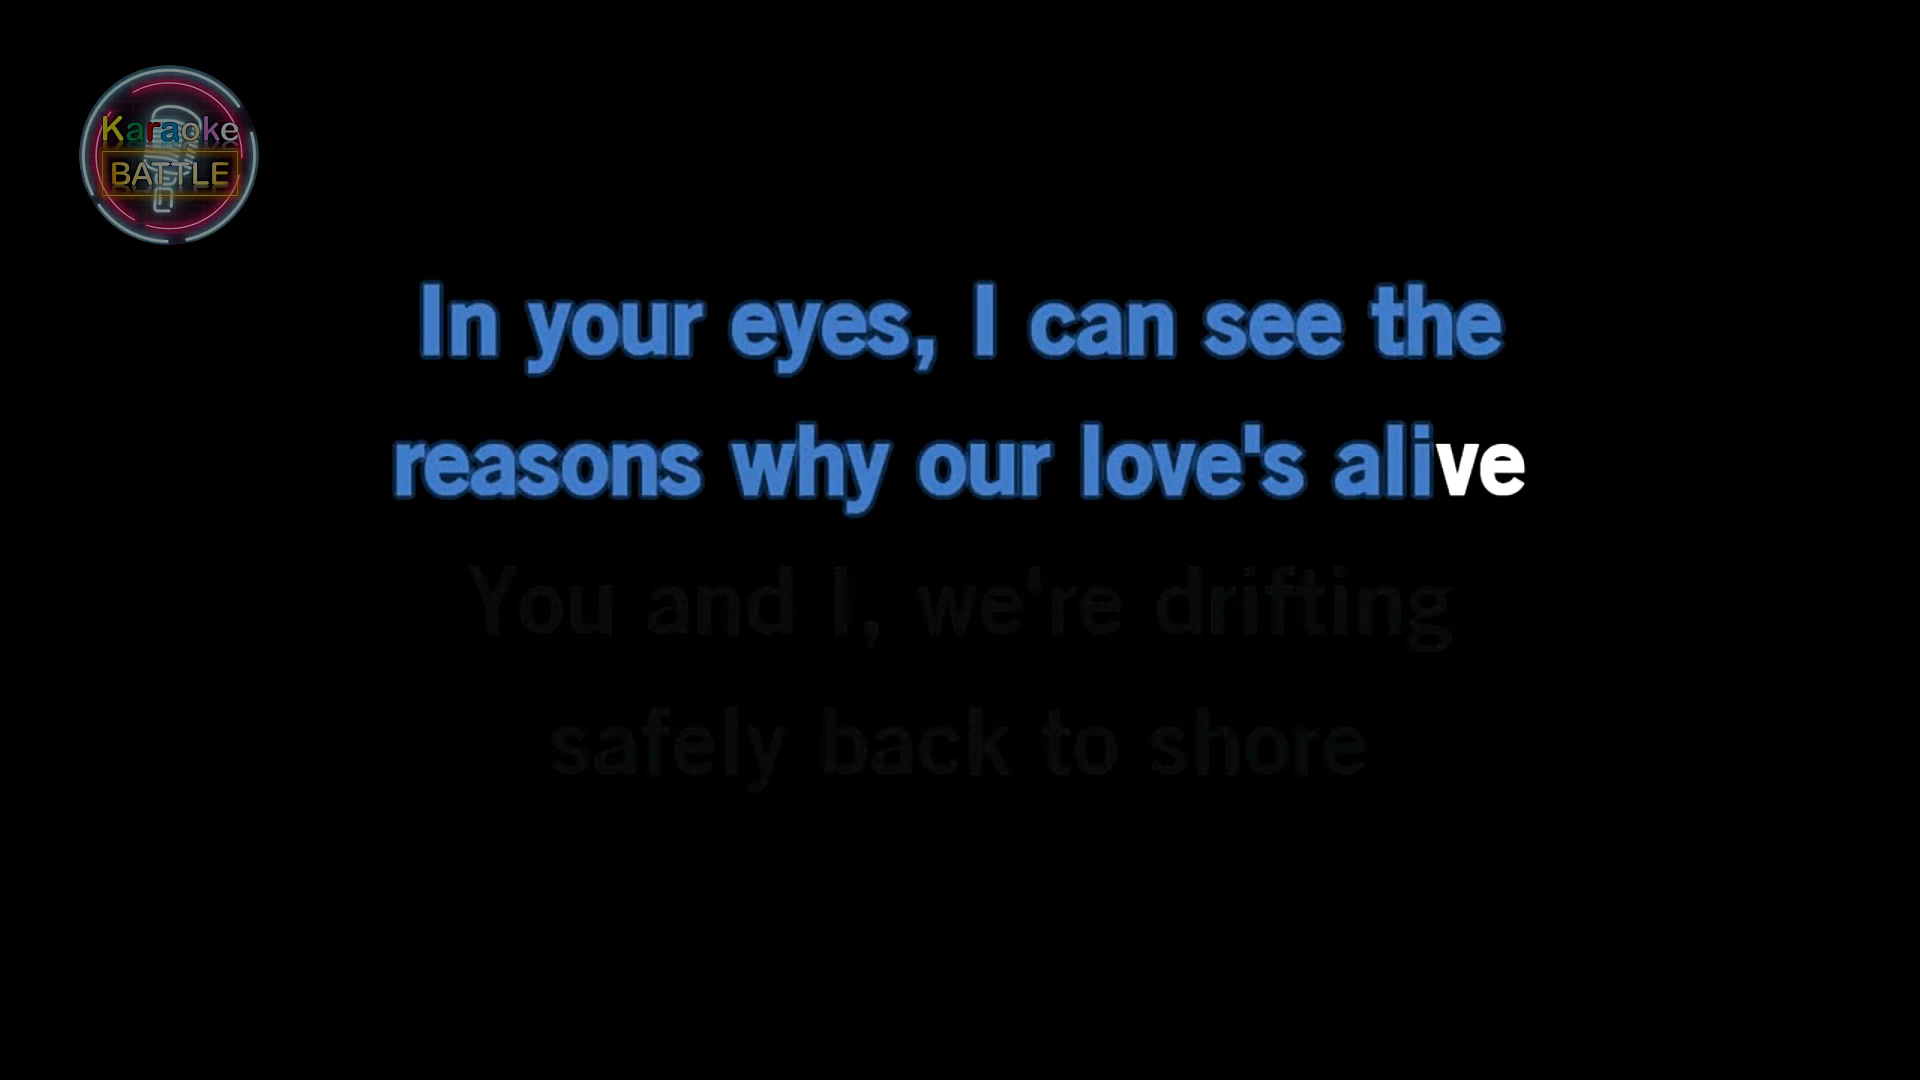 Karaoke
BATTLE
In your eyes, I can see the
reasons why our love's alive
You and I, we're drifting
safely back to shore